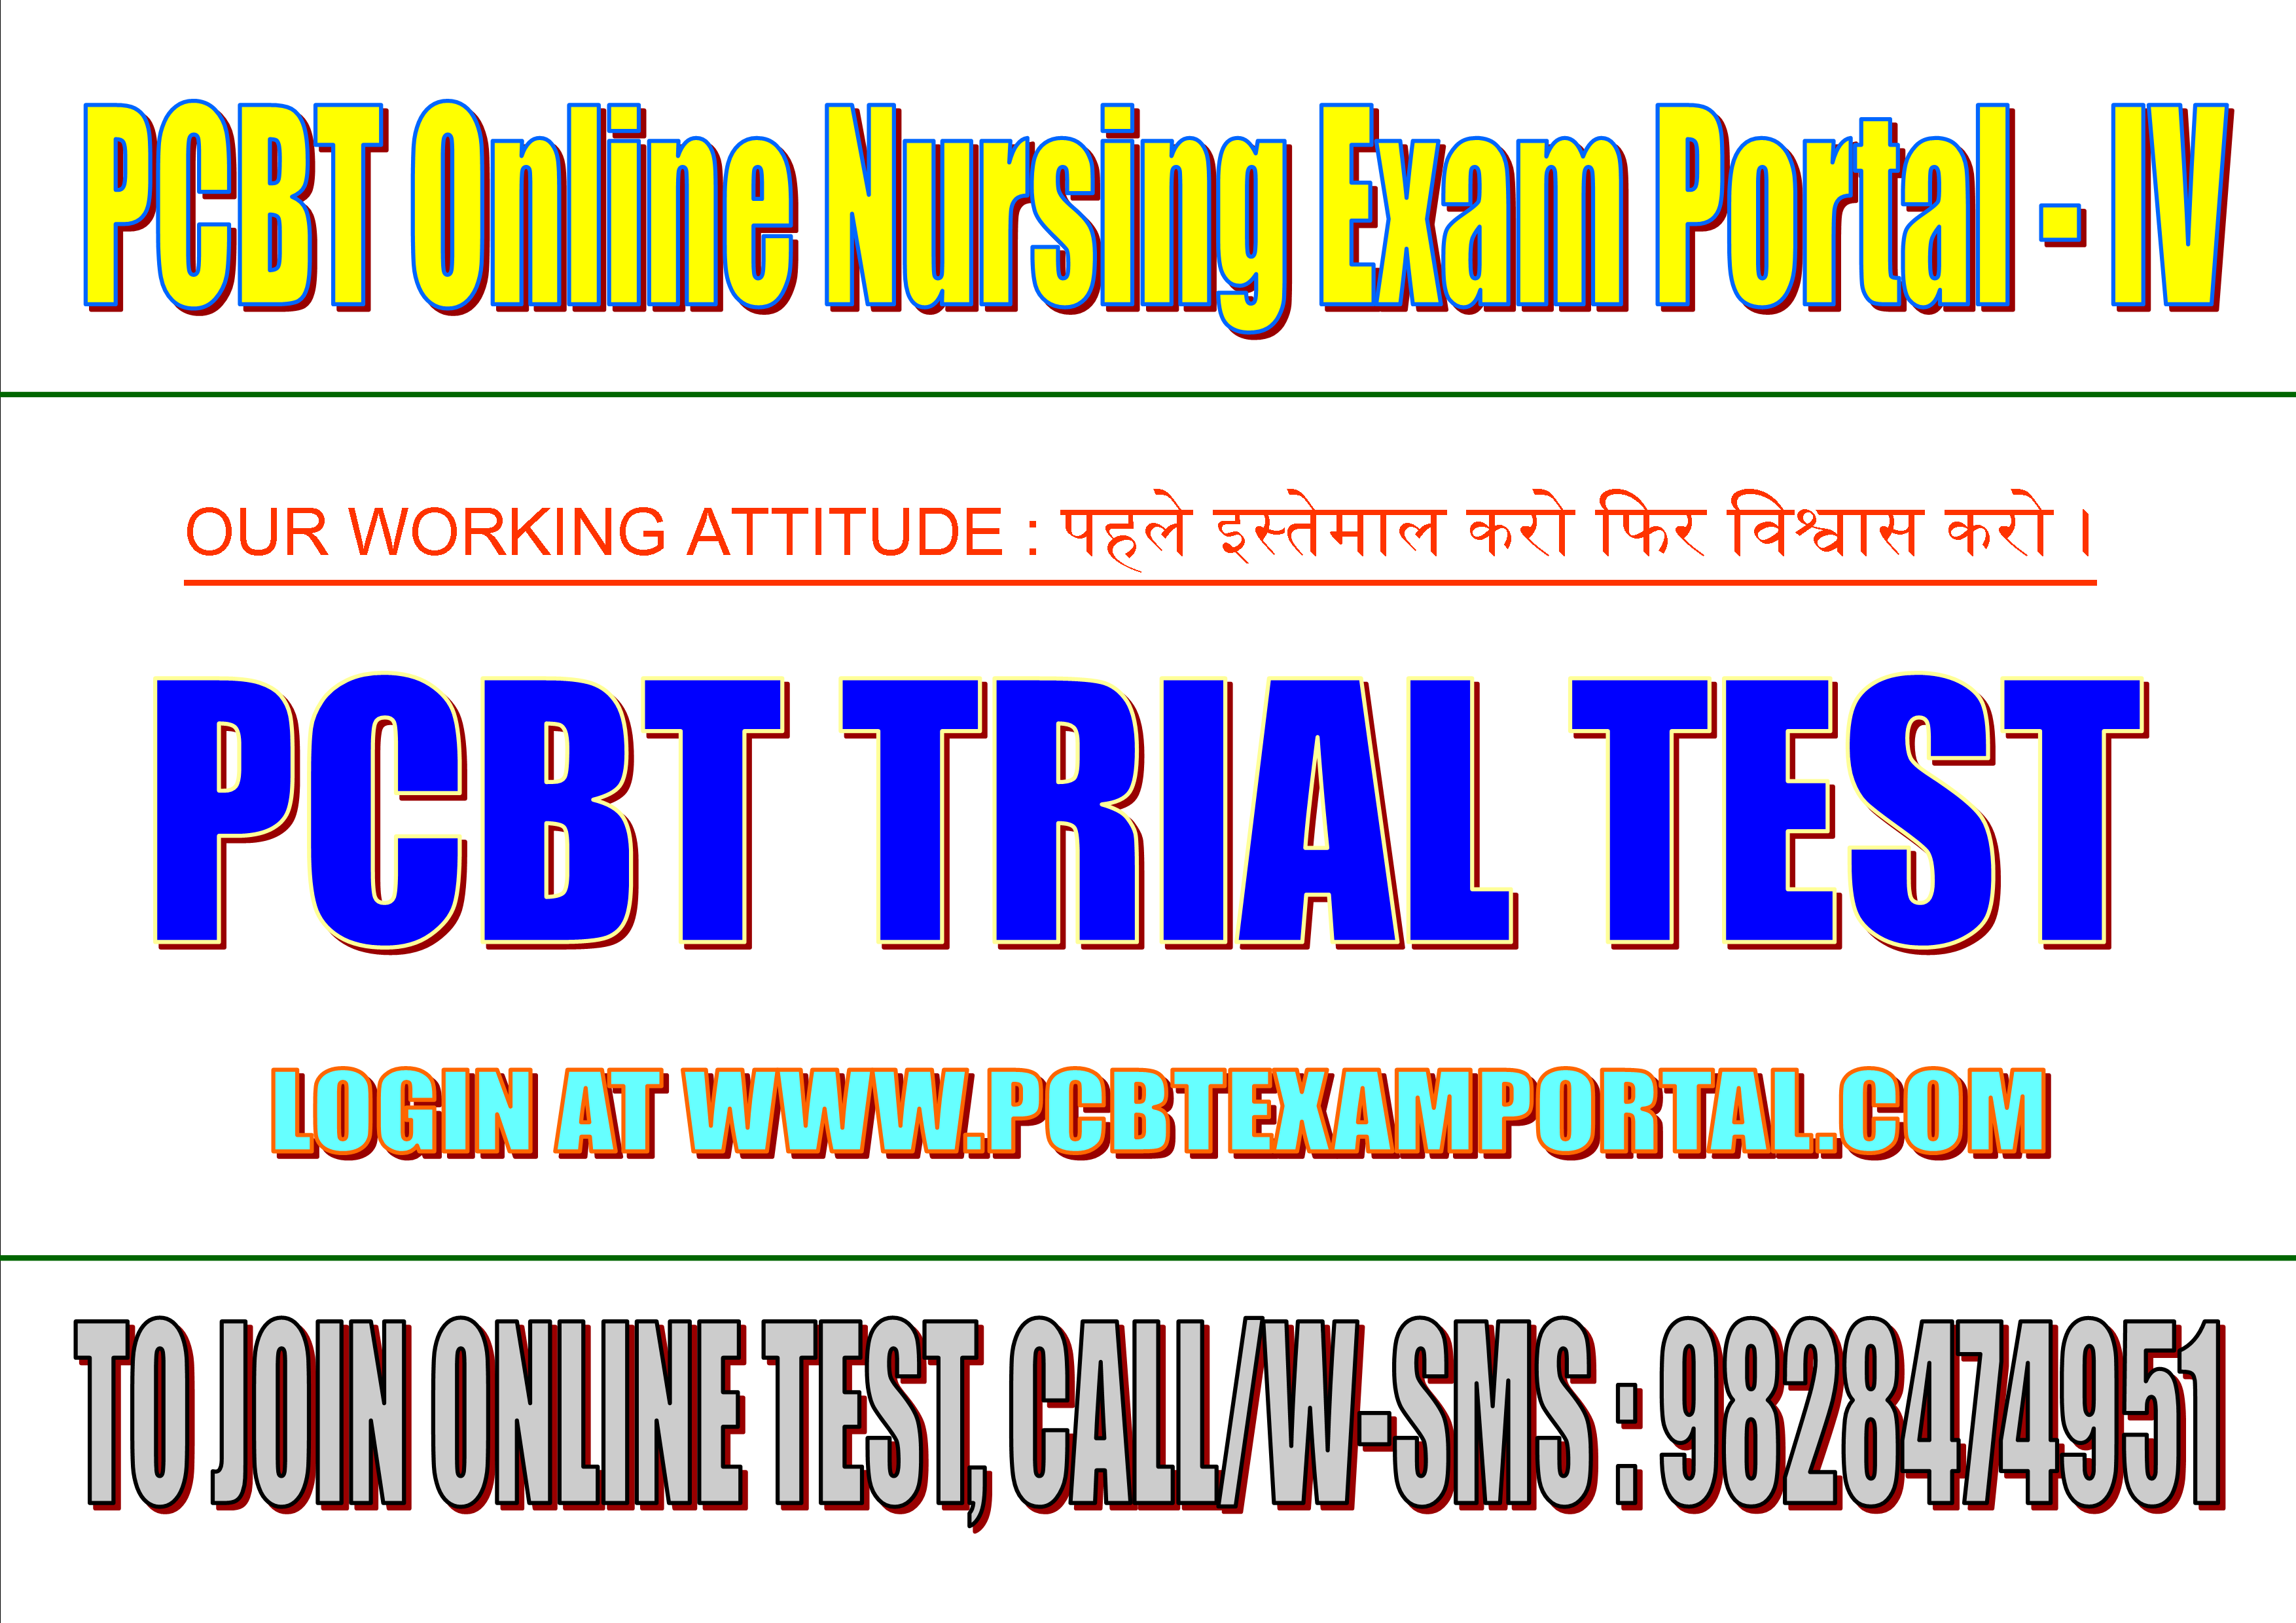 PCBT Online Nursing Exam Portal - IV
OUR WORKING ATTITUDE : पहले इस्तेमाल करो फिर विश्वास करो ।
PCBT TRIAL TEST
LOGIN AT WWW.PCBTEXAMPORTAL.COM
TO JOIN ONLINE TEST, CALL/W-SMS : 9828474951